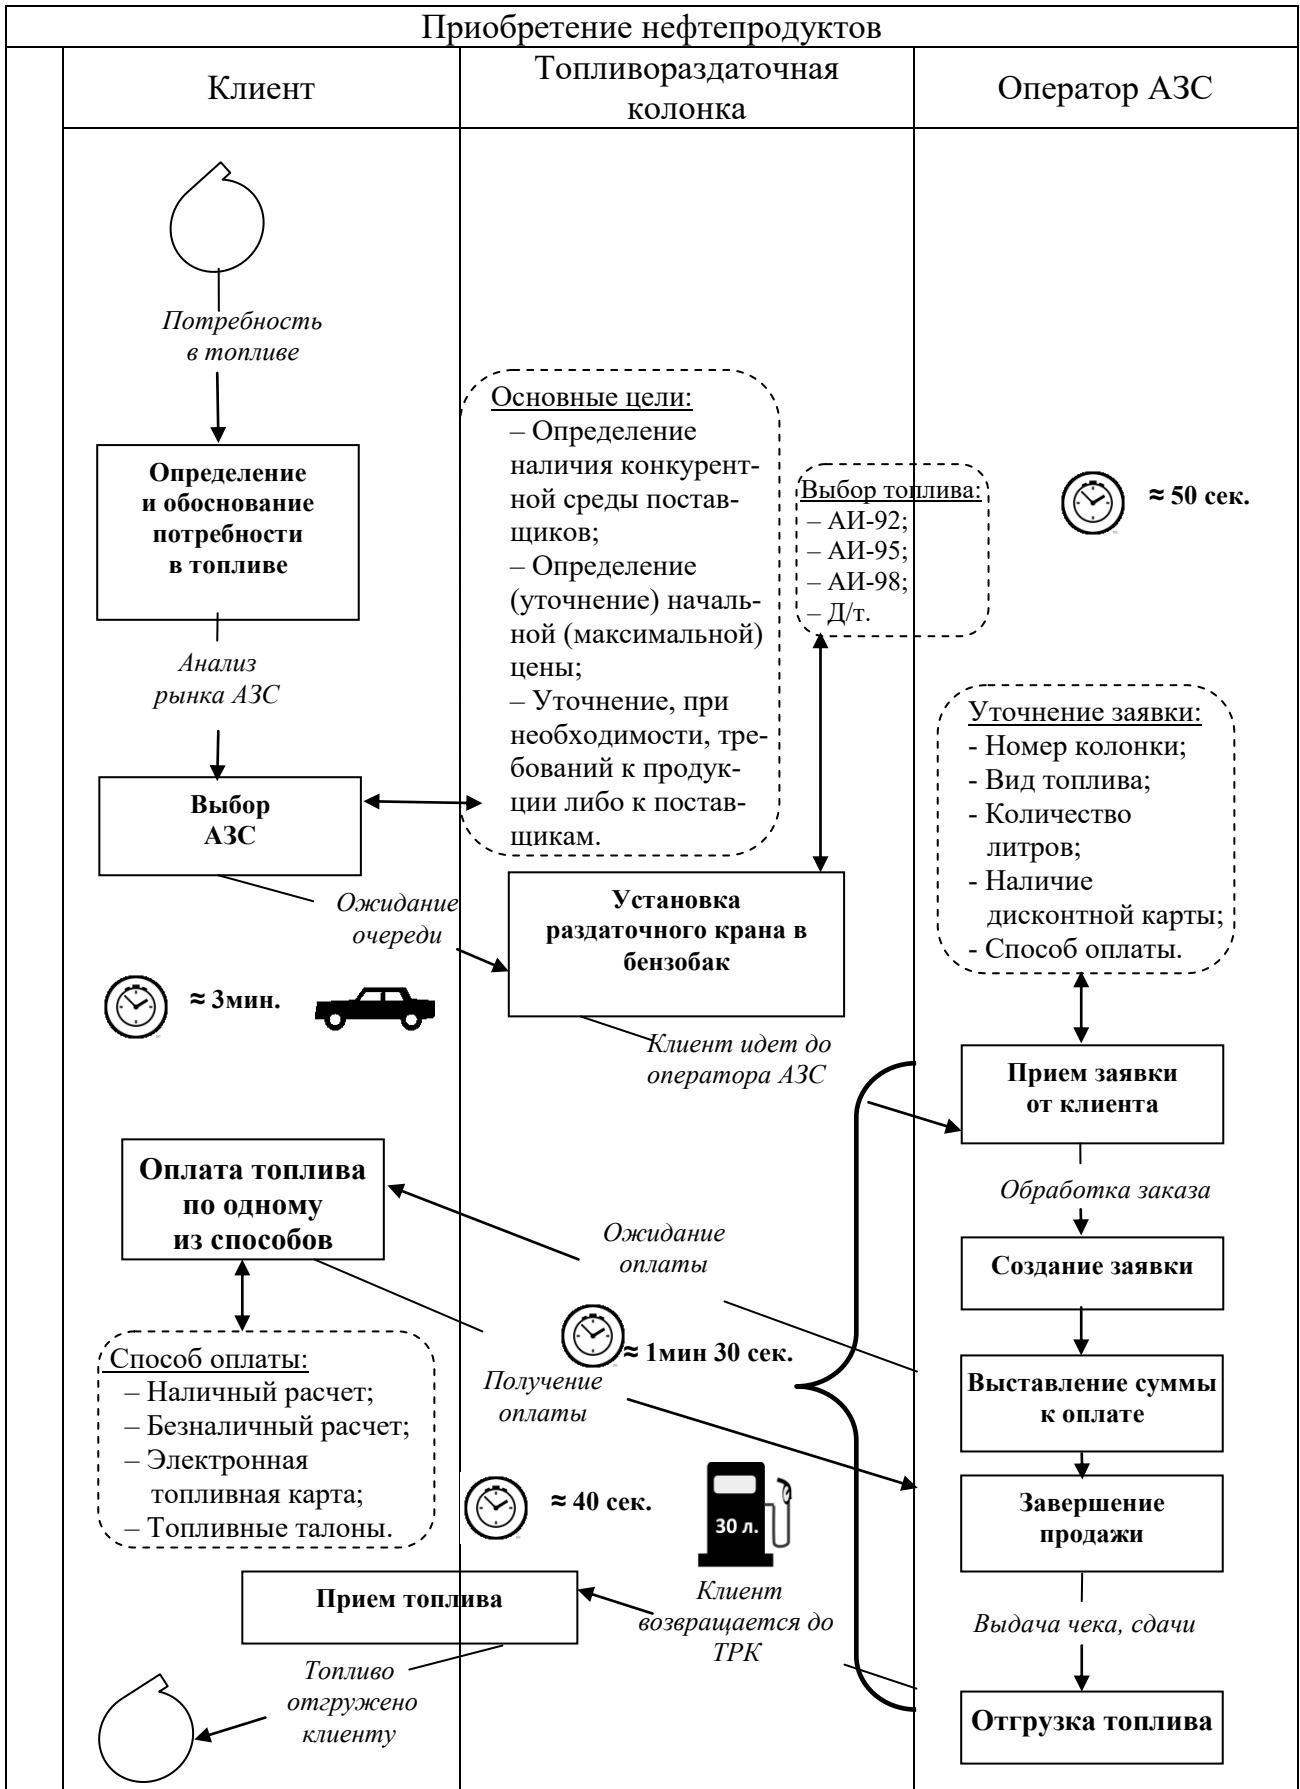 Приобретение нефтепродуктов
Клиент
Топливораздаточная
колонка
Оператор АЗС
Потребность
в топливе
Определение
и обоснование
потребности
в топливе
Анализ
рынка АЗС
Выбор
АЗС
Основные цели:
– Определение
наличия конкурент-
ной среды постав-
щиков;
– Определение
(уточнение) началь-
ной (максимальной)
цены;
– Уточнение, при
необходимости, тре-
бований к продук-
ции либо к постав-
щикам.
Выбор топлива:
– АИ-92;
– АИ-95;
– АИ-98;
– Д/т.
≈ 50 сек.
Уточнение заявки:
- Номер колонки;
- Вид топлива;
- Количество
литров;
- Наличие
дисконтной карты;
- Способ оплаты.
Ожидание
очереди
≈ 3мин.
Установка
раздаточного крана в
бензобак
Клиент идет до
оператора АЗС
Прием заявки
от клиента
Обработка заказа
Создание заявки
Выставление суммы
к оплате
Ожидание
оплаты
Оплата топлива
по одному
из способов
Способ оплаты:
– Наличный расчет;
– Безналичный расчет;
– Электронная
топливная карта;
– Топливные талоны.
≈ 1мин 30 сек.
Получение
оплаты
Завершение
продажи
Выдача чека, сдачи
Отгрузка топлива
≈ 40 сек.
30 л.
Клиент
возвращается до
ТРК
Прием топлива
Топливо
отгружено
клиенту